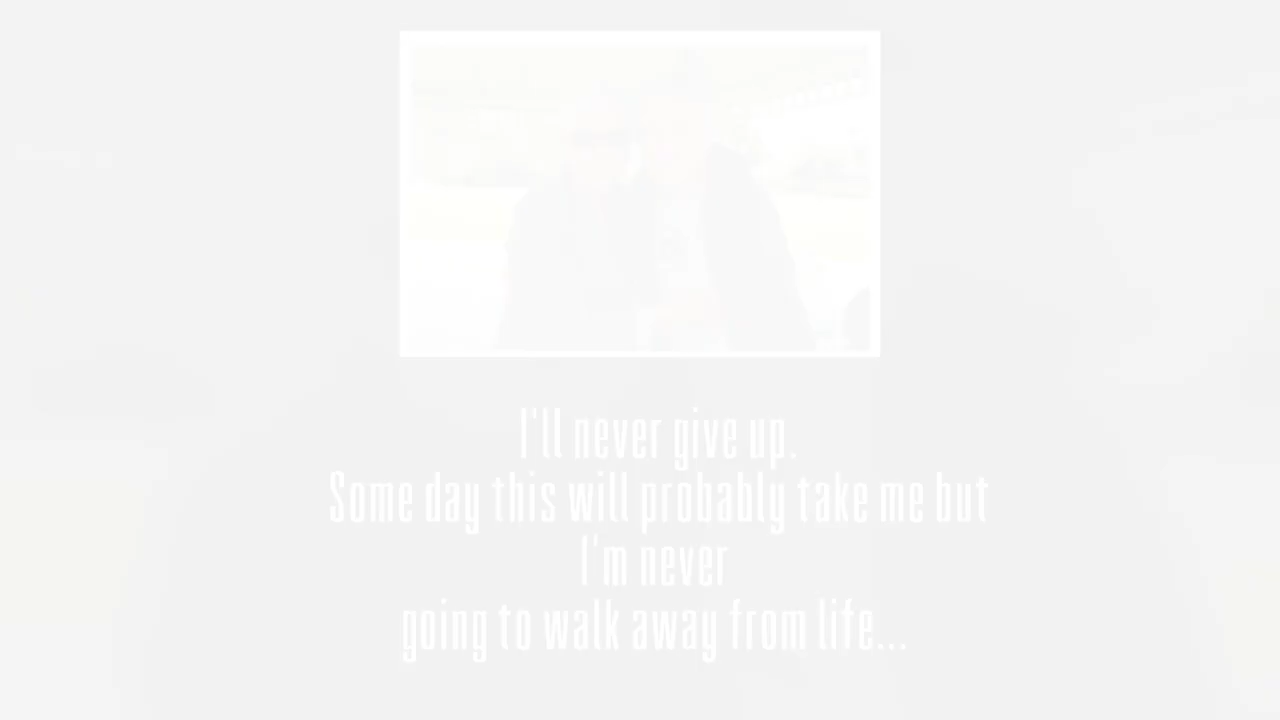 I'll never give up.
Some day this will probably take me but
I'm never
going to walk away from life...